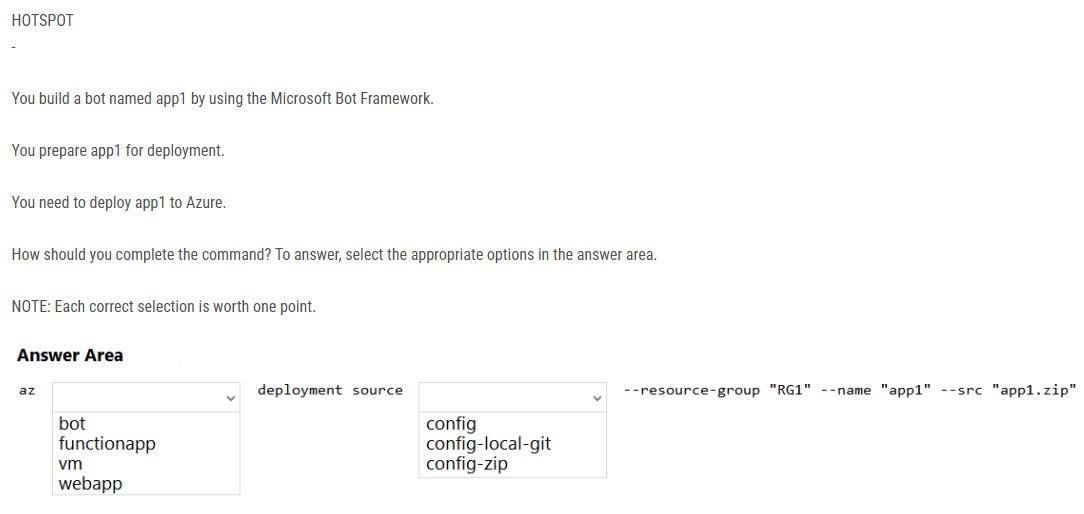 HOTSPOT
-
You build a bot named app1 by using the Microsoft Bot Framework.
You prepare app1 for deployment.
You need to deploy app1 to Azure.
How should you complete the command? To answer, select the appropriate options in the answer area.
NOTE: Each correct selection is worth one point.
Answer Area
az deployment source --resource-group "RG1" --name "app1" --src "app1.zip"
bot
functionapp
vm
webapp
config
config-local-git
config-zip